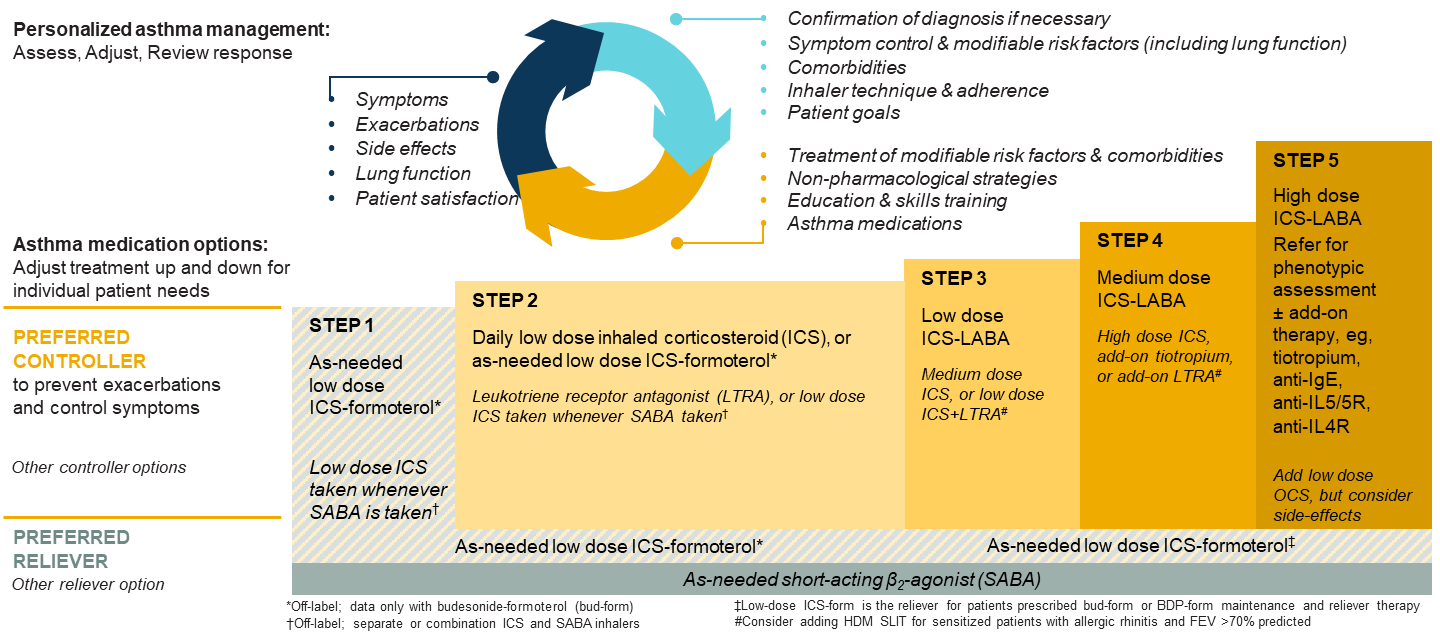 Personalized asthma management:
Assess, Adjust, Review response
• Symptoms
• Exacerbations
• Side effects
• Lung function
• Patient satisfaction
• Confirmation of diagnosis if necessary
• Symptom control & modifiable risk factors (including lung function)
• Comorbidities
• Inhaler technique & adherence
• Patient goals
• Treatment of modifiable risk factors & comorbidities
• Non-pharmacological strategies
• Education & skills training
• Asthma medications
Asthma medication options:
Adjust treatment up and down for
individual patient needs
PREFERRED
CONTROLLER
to prevent exacerbations
and control symptoms
Other controller options
STEP 1
As-needed
low dose
ICS-formoterol*
Low dose ICS
taken whenever
SABA is taken†
STEP 2
Daily low dose inhaled corticosteroid (ICS), or
as-needed low dose ICS-formoterol*
Leukotriene receptor antagonist (LTRA), or low dose
ICS taken whenever SABA taken†
STEP 3
Low dose
ICS-LABA
Medium dose
ICS, or low dose
ICS+LTRA#
STEP 4
Medium dose
ICS-LABA
High dose ICS,
add-on tiotropium,
or add-on LTRA#
STEP 5
High dose
ICS-LABA
Refer for
phenotypic
assessment
± add-on
therapy, eg,
tiotropium,
anti-IgE,
anti-IL5/5R,
anti-IL4R
Add low dose
OCS, but consider
side-effects
PREFERRED
RELIEVER
Other reliever option
As-needed low dose ICS-formoterol*
As-needed low dose ICS-formoterol‡
As-needed short-acting β2-agonist (SABA)
*Off-label; data only with budesonide-formoterol (bud-form)
†Off-label; separate or combination ICS and SABA inhalers
‡Low-dose ICS-form is the reliever for patients prescribed bud-form or BDP-form maintenance and reliever therapy
#Consider adding HDM SLIT for sensitized patients with allergic rhinitis and FEV >70% predicted